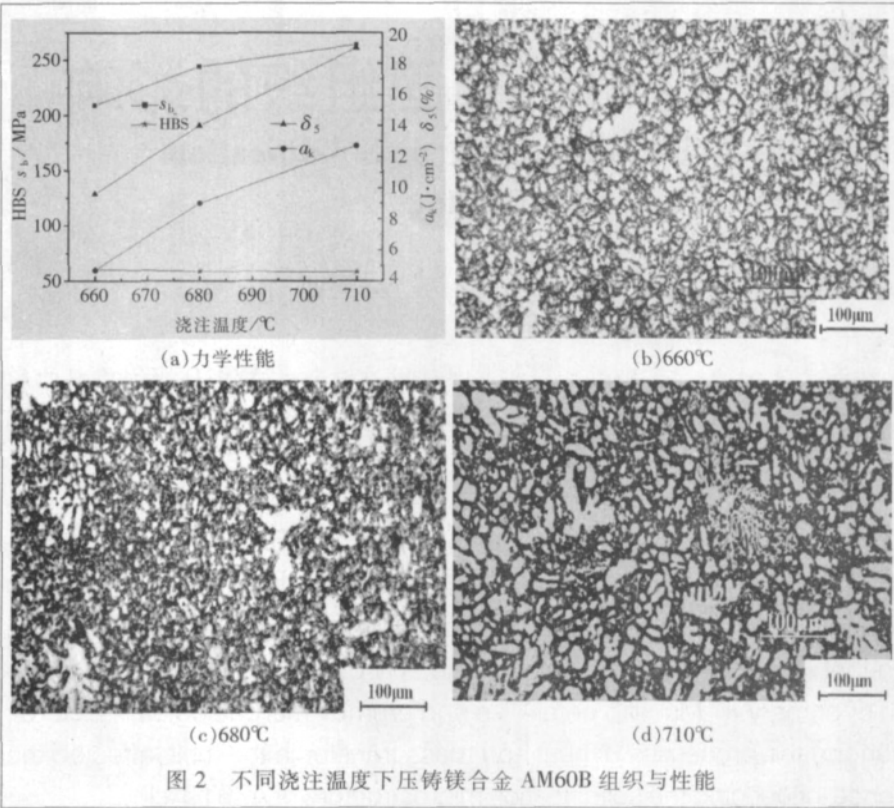 250
200
150
100
50
HBS s_b / MPa
s_b
HBS
δ₅
a_k
20
18
16
14
12
10
8
6
4
a_k(J·cm⁻²) δ₅(%)
660 670 680 690 700 710
浇注温度/℃
(a)力学性能
100μm
100μm
(b)660℃
100μm
(c)680℃
100μm
100μm
(d)710℃
图 2 不同浇注温度下压铸镁合金 AM60B 组织与性能